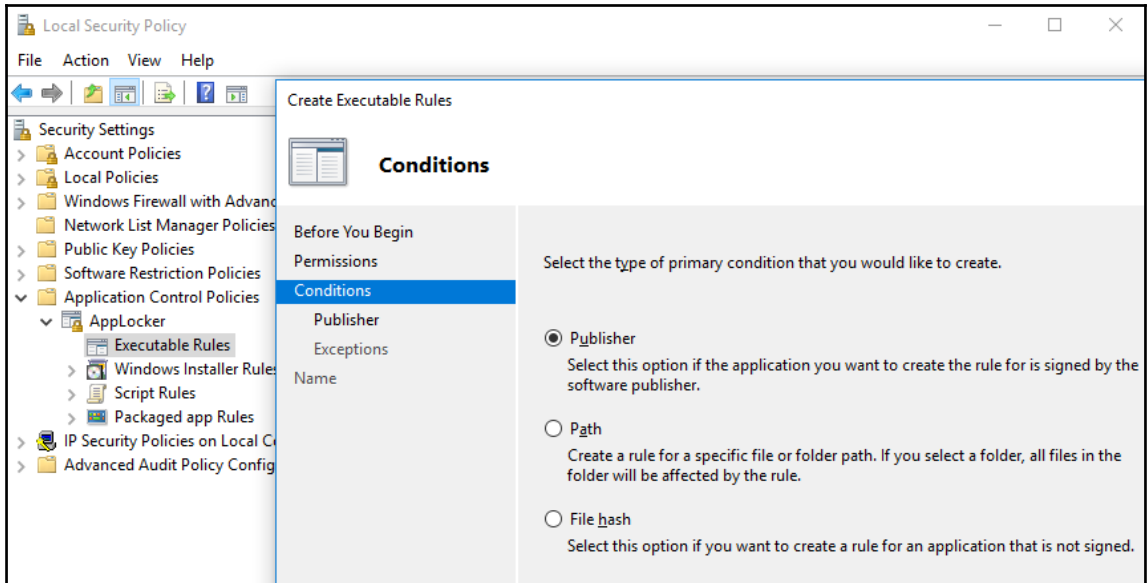 Local Security Policy
File Action View Help
Security Settings
Account Policies
Local Policies
Windows Firewall with Advanc
Network List Manager Policies
Public Key Policies
Software Restriction Policies
Application Control Policies
AppLocker
Executable Rules
Windows Installer Rules
Script Rules
Packaged app Rules
IP Security Policies on Local Co
Advanced Audit Policy Config
Create Executable Rules
Conditions
Before You Begin
Permissions
Conditions
Publisher
Exceptions
Name
Select the type of primary condition that you would like to create.
Publisher
Select this option if the application you want to create the rule for is signed by the
software publisher.
Path
Create a rule for a specific file or folder path. If you select a folder, all files in the
folder will be affected by the rule.
File hash
Select this option if you want to create a rule for an application that is not signed.